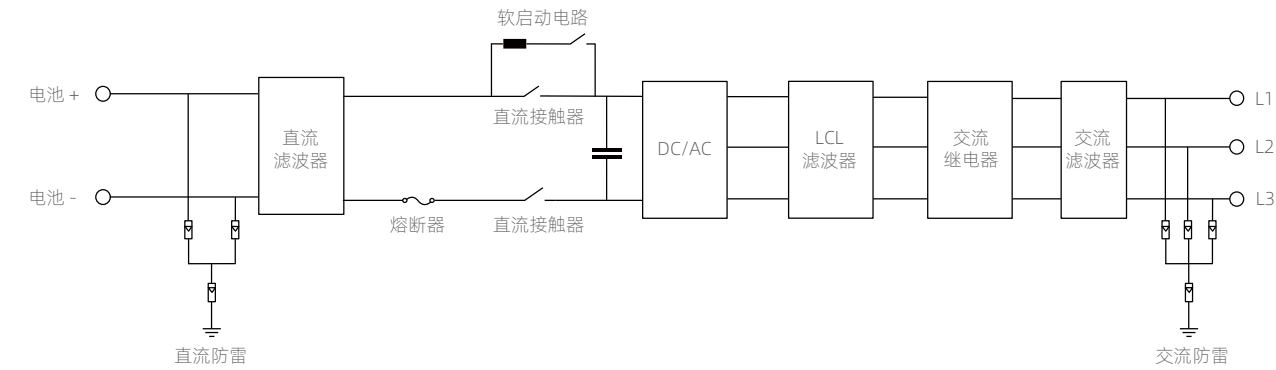 软启动电路
电池 +
直流接触器
L1
直流
滤波器
DC/AC
LCL
滤波器
交流
继电器
交流
滤波器
L2
电池 -
L3
熔断器
直流接触器
直流防雷
交流防雷